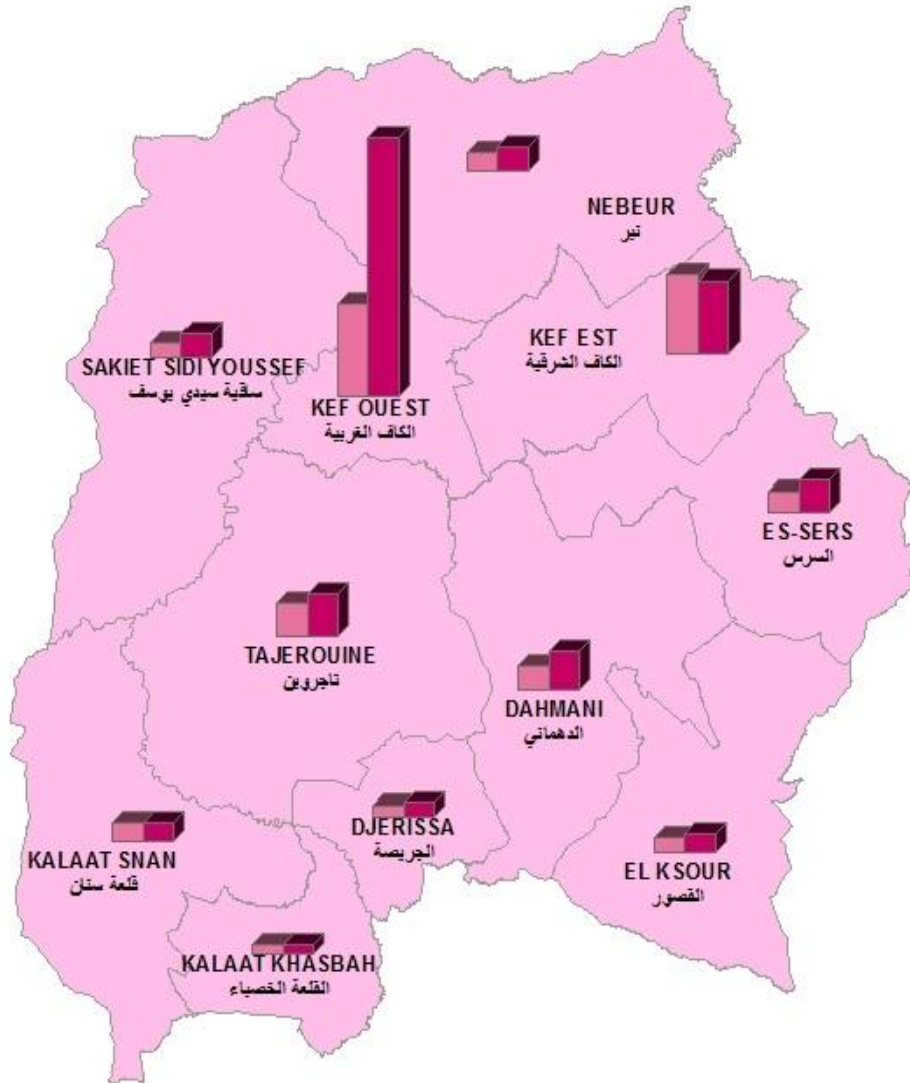 NEBEUR
نبر
KEF EST
الكاف الشرقية
SAKIET SIDI YOUSSEF
ساقية سيدي يوسف
KEF OUEST
الكاف الغربية
ES-SERS
السرس
TAJEROUINE
تاجروين
DAHMANI
الدهماني
DJERISSA
الجريصة
KALAAT SNAN
قلعة سنان
EL KSOUR
القصور
KALAAT KHASBAH
القلعة الخصباء